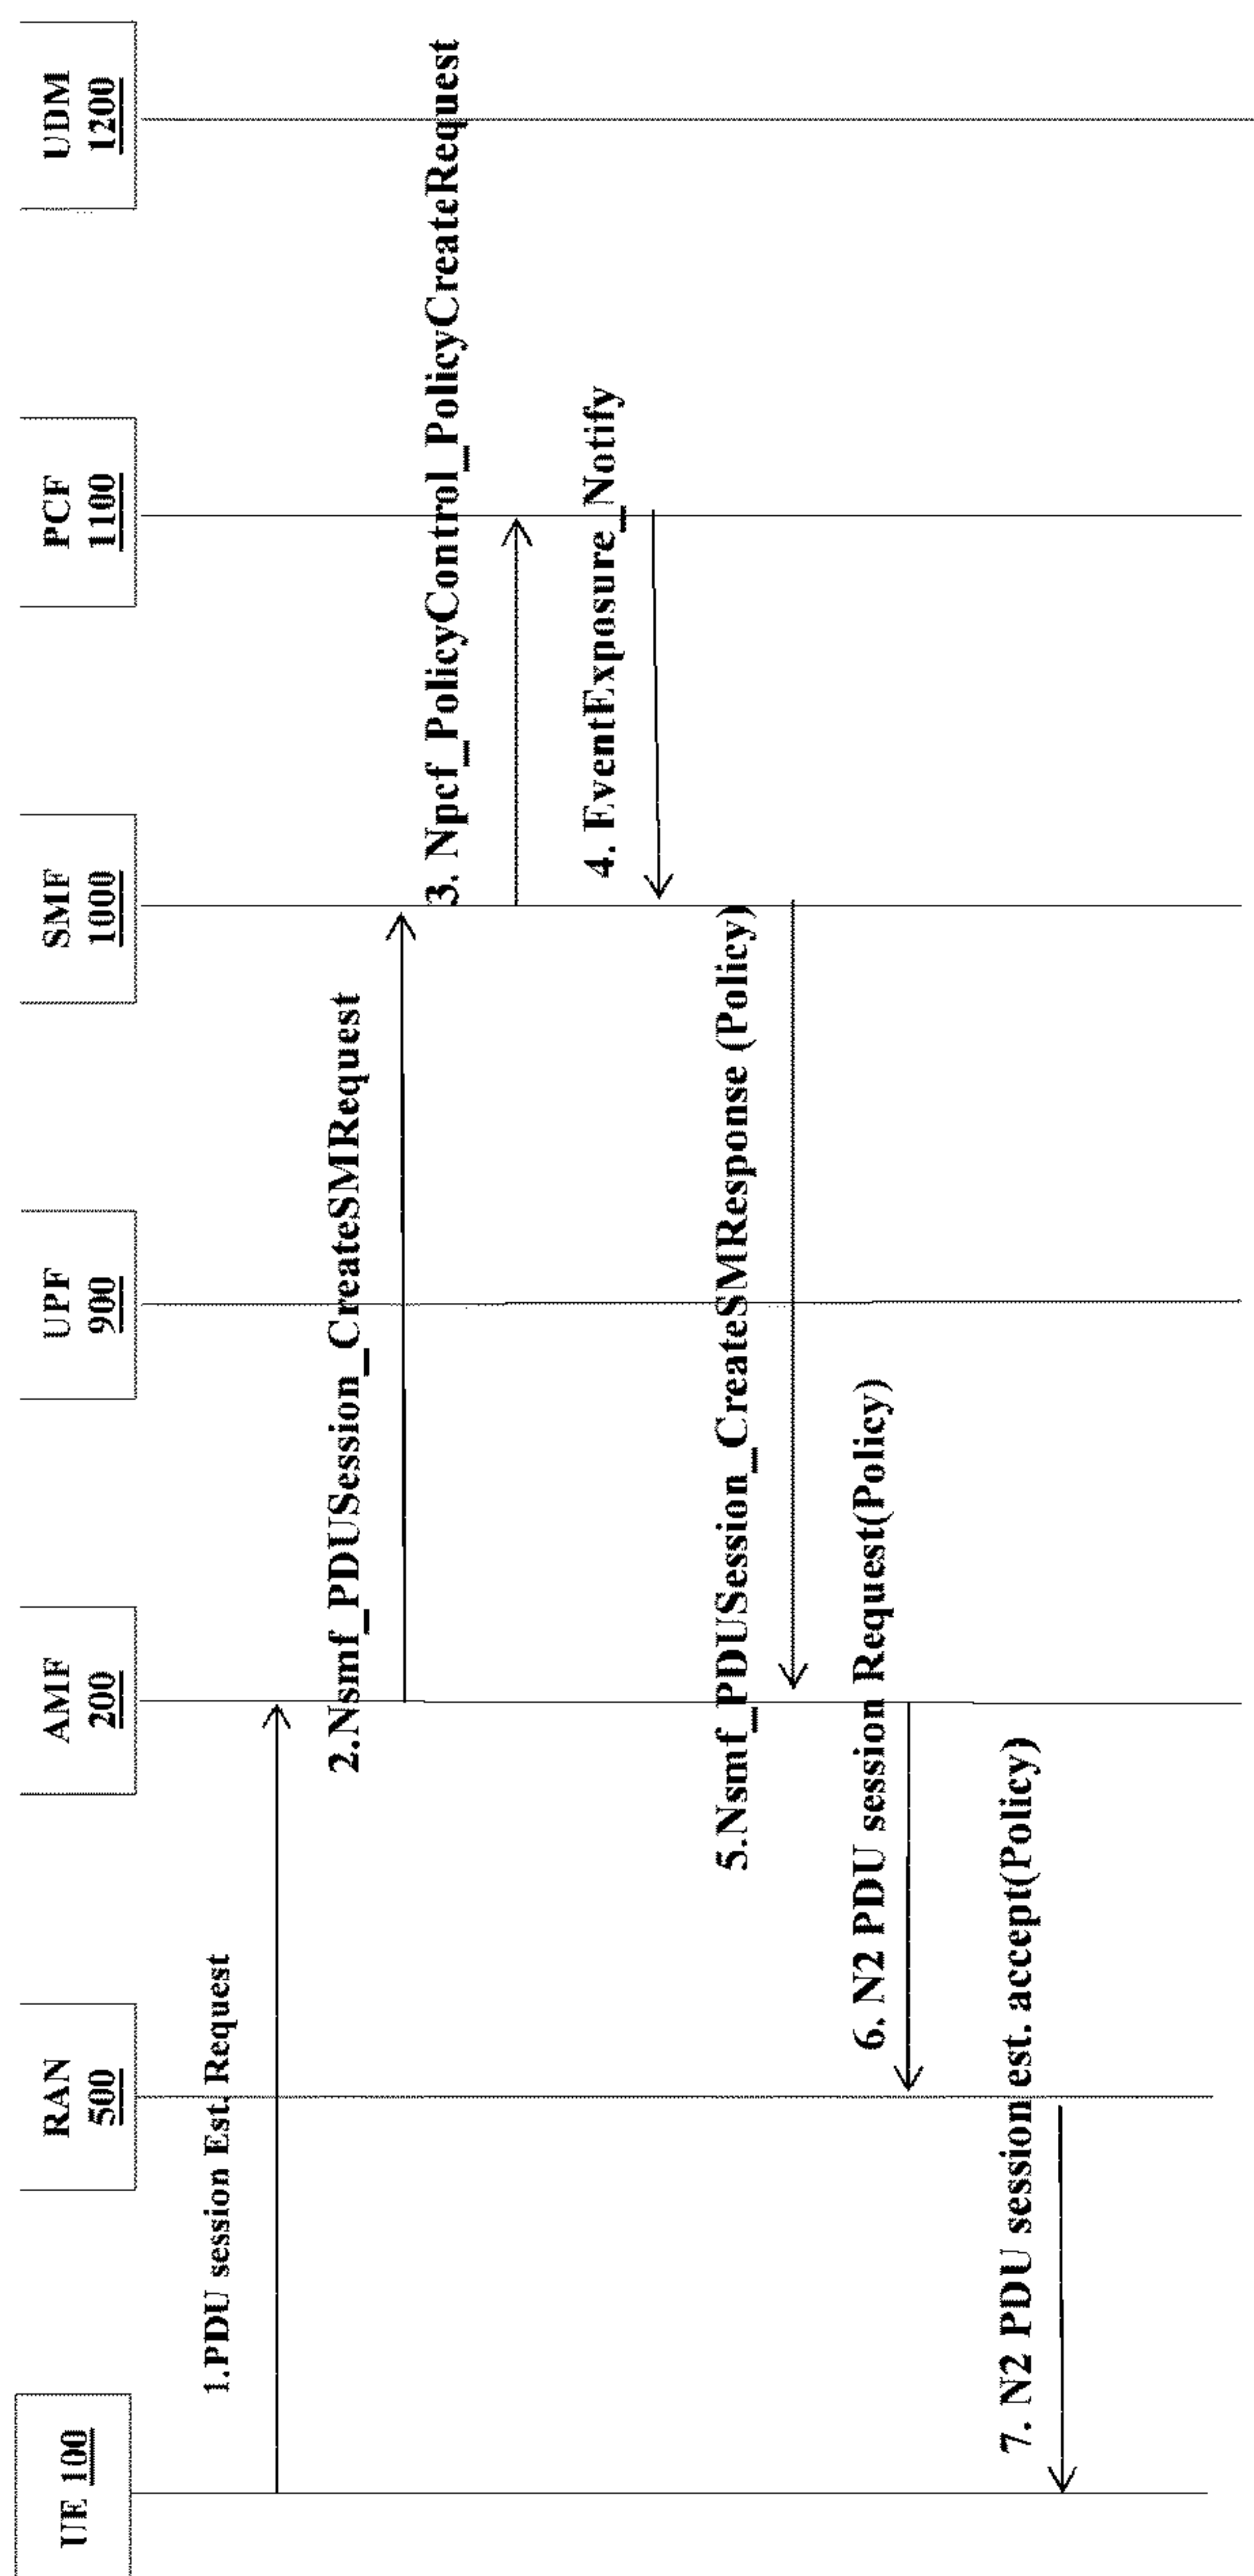 UE 100
RAN
500
AMF
200
UPF
900
SMF
1000
PCF
1100
UDM
1200
1.PDU session Est. Request
2.Nsmf_PDUSession_CreateSMRequest
3. Npcf_PolicyControl_PolicyCreateRequest
4. EventExposure_Notify
5.Nsmf_PDUSession_CreateSMResponse (Policy)
6. N2 PDU session Request(Policy)
7. N2 PDU session est. accept(Policy)